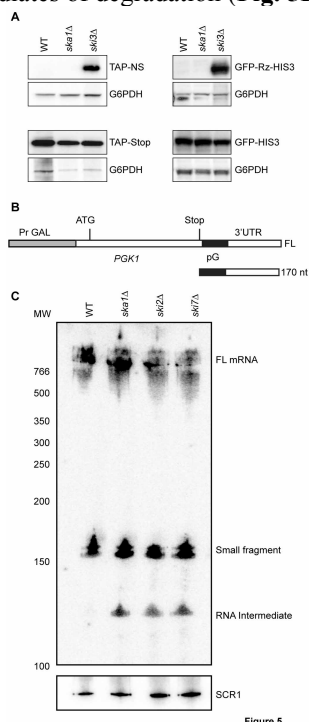 diates of degradation (Fig. 5
A
WT
ska1Δ
ski3Δ
WT
ska1Δ
ski3Δ
TAP-NS
GFP-Rz-HIS3
G6PDH
G6PDH
TAP-Stop
GFP-HIS3
G6PDH
G6PDH
B
ATG
Stop
Pr GAL
3'UTR
FL
PGK1
pG
170 nt
C
MW
WT
ska1Δ
ski2Δ
ski7Δ
FL mRNA
766
500
350
300
250
200
Small fragment
150
RNA Intermediate
100
SCR1
Figure 5